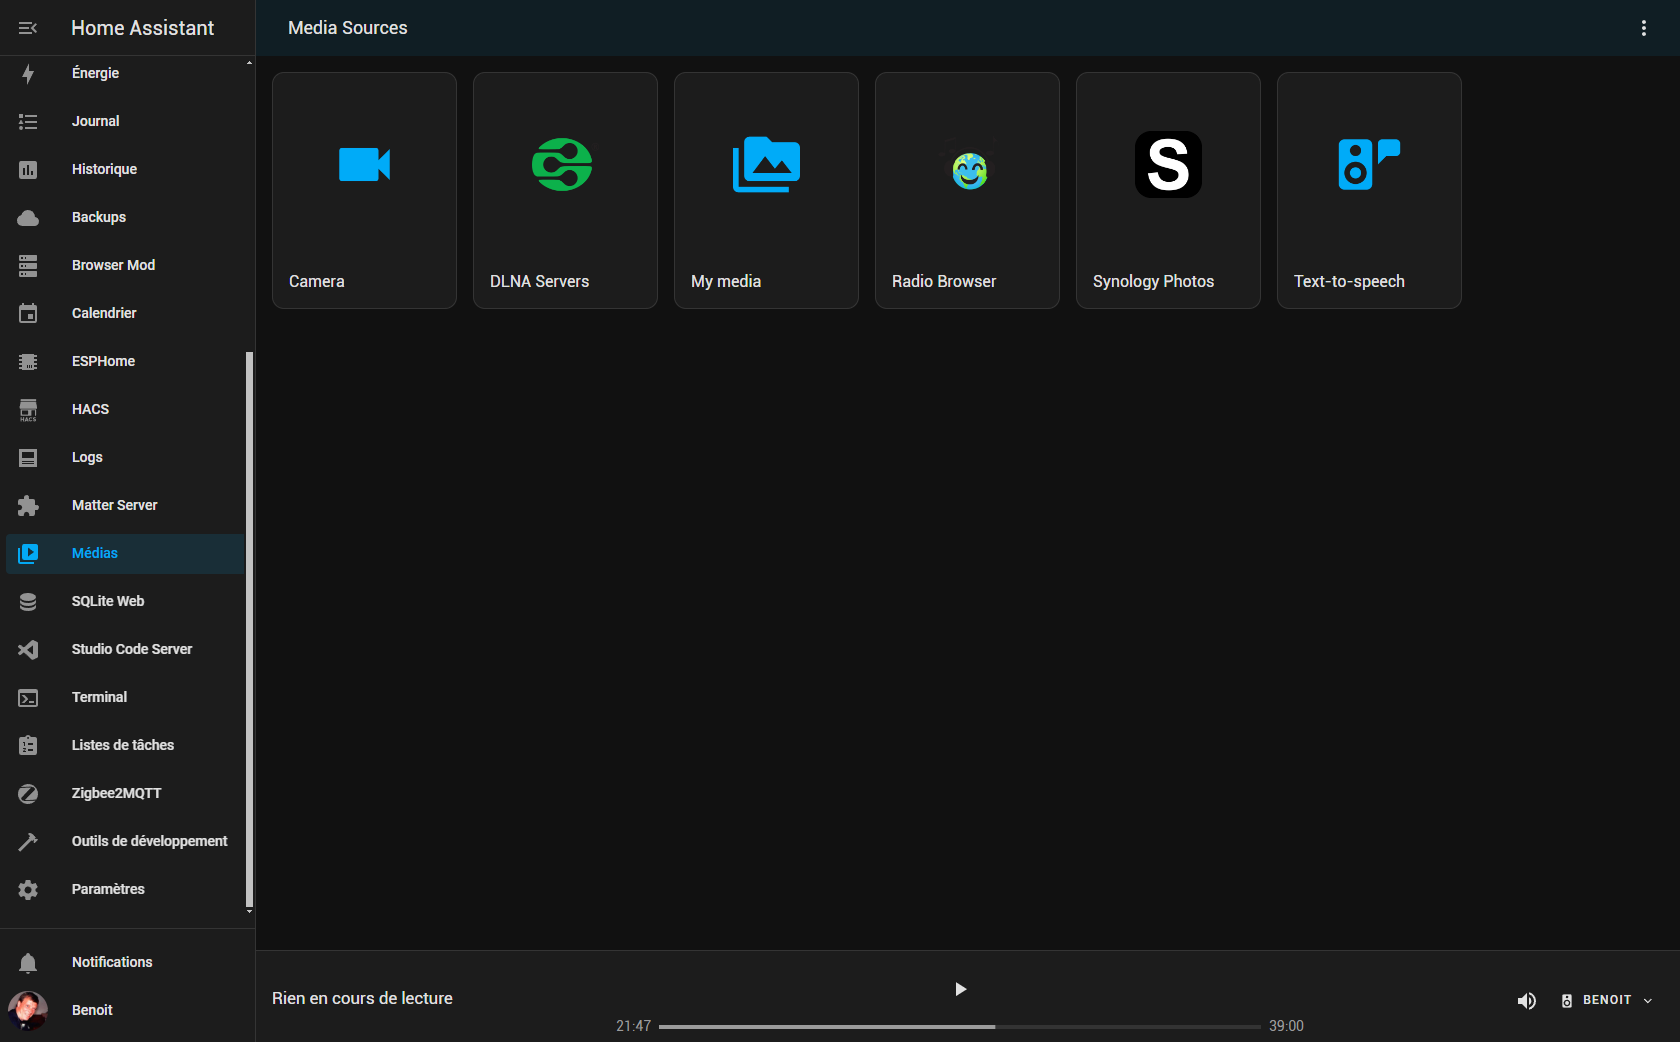 Home Assistant
Énergie
Journal
Historique
Backups
Browser Mod
Calendrier
ESPHome
HACS
HACS
Logs
Matter Server
Médias
SQLite Web
Studio Code Server
Terminal
Listes de tâches
Zigbee2MQTT
Outils de développement
Paramètres
Notifications
Benoit
Media Sources
Camera
DLNA Servers
My media
Radio Browser
S
Synology Photos
Text-to-speech
Rien en cours de lecture
21:47
39:00
BENOIT